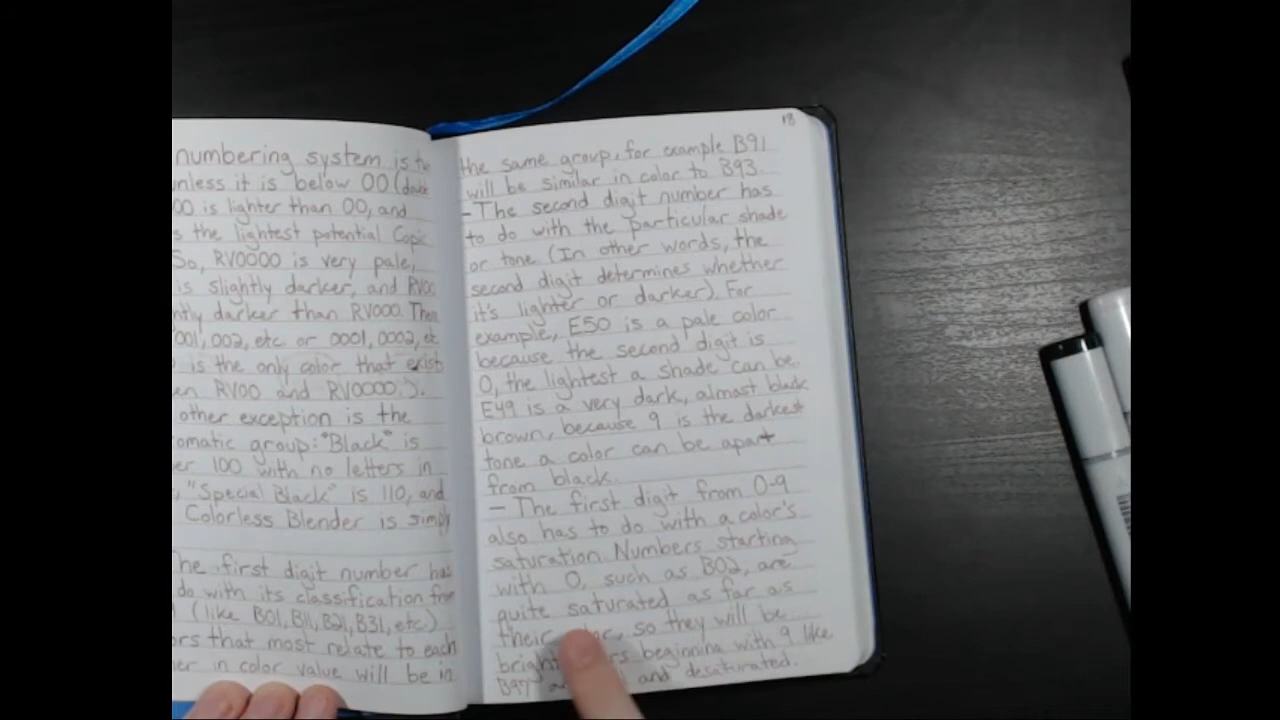 numbering system is
unless it is below 00 (
00 is lighter than 00, and
s the lightest potential Copic
So, RV0000 is very pale,
is slightly darker, and RV00
ntly darker than RV000. Then
001, 002, etc. or 0001, 0002, et
is the only color that exists
en RV00 and RV0000.).
other exception is the
omatic group: "Black" is
er 100 with no letters in
"Special Black" is 110, and
Colorless Blender is simply
he first digit number has
do with its classification from
(like B01, B11, B21, B31, etc.)
ors that most relate to each
er in color value will be in
18
the same group, for example B91
will be similar in color to B93.
- The second digit number has
to do with the particular shade
or tone (In other words, the
second digit determines whether
it's lighter or darker). For
example, E50 is a pale color
because the second digit is
0, the lightest a shade can be.
E49 is a very dark, almost black
brown, because 9 is the darkest
tone a color can be apart
from black.
- The first digit from 0-9
also has to do with a color's
saturation. Numbers starting
with 0, such as B02, are
quite saturated as far as
their so they will be
bright beginning with 9 like
B97 and desaturated.